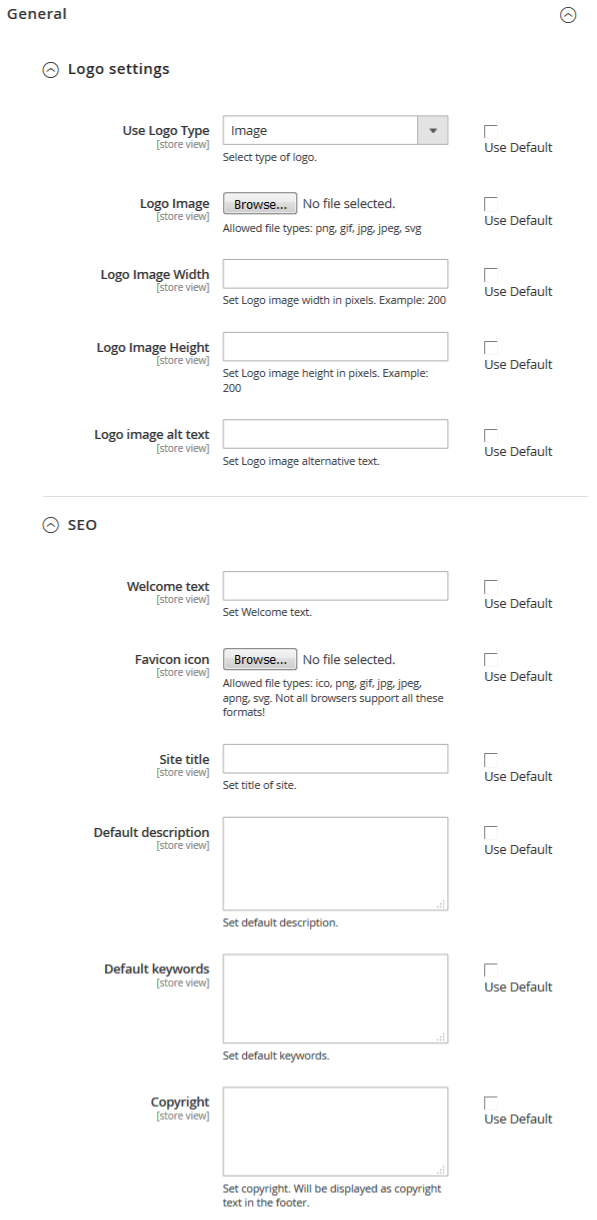 General
Logo settings
Use Logo Type Image
[store view] Use Default
Select type of logo.
Logo Image Browse... No file selected.
[store view] Use Default
Allowed file types: png, gif, jpg, jpeg, svg
Logo Image Width
[store view] Use Default
Set Logo image width in pixels. Example: 200
Logo Image Height
[store view] Use Default
Set Logo image height in pixels. Example:
200
Logo image alt text
[store view] Use Default
Set Logo image alternative text.
SEO
Welcome text
[store view] Use Default
Set Welcome text.
Favicon icon Browse... No file selected.
[store view] Use Default
Allowed file types: ico, png, gif, jpg, jpeg,
apng, svg. Not all browsers support all these
formats!
Site title
[store view] Use Default
Set title of site.
Default description
[store view] Use Default
Set default description.
Default keywords
[store view] Use Default
Set default keywords.
Copyright
[store view] Use Default
Set copyright. Will be displayed as copyright
text in the footer.